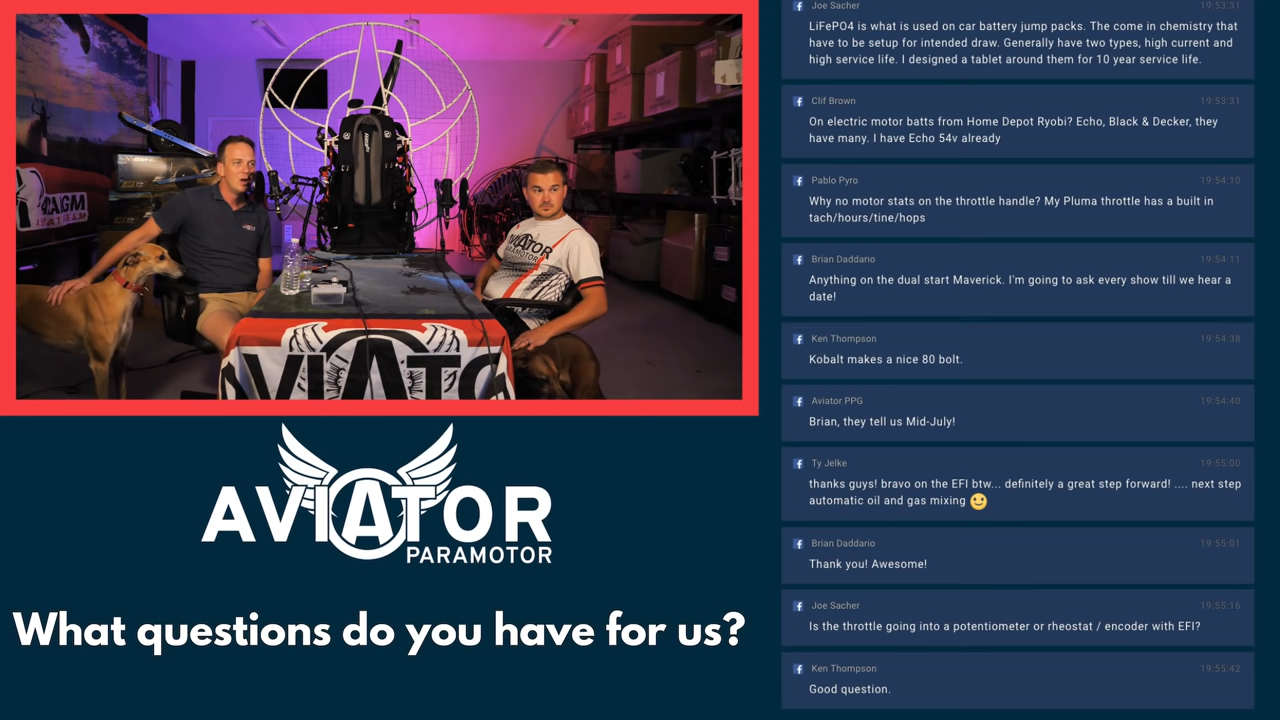 AVIATOR
PARAMOTOR
AVIATO
AVIATOR
PARAMOTOR
What questions do you have for us?
Joe Sacher 19:53:31
LiFePO4 is what is used on car battery jump packs. The come in chemistry that
have to be setup for intended draw. Generally have two types, high current and
high service life. I designed a tablet around them for 10 year service life.
Clif Brown 19:53:31
On electric motor batts from Home Depot Ryobi? Echo, Black & Decker, they
have many. I have Echo 54v already
Pablo Pyro 19:54:10
Why no motor stats on the throttle handle? My Pluma throttle has a built in
tach/hours/tine/hops
Brian Daddario 19:54:11
Anything on the dual start Maverick. I'm going to ask every show till we hear a
date!
Ken Thompson 19:54:38
Kobalt makes a nice 80 bolt.
Aviator PPG 19:54:40
Brian, they tell us Mid-July!
Ty Jelke 19:55:00
thanks guys! bravo on the EFI btw... definitely a great step forward! .... next step
automatic oil and gas mixing 🙂
Brian Daddario 19:55:01
Thank you! Awesome!
Joe Sacher 19:55:16
Is the throttle going into a potentiometer or rheostat / encoder with EFI?
Ken Thompson 19:55:42
Good question.